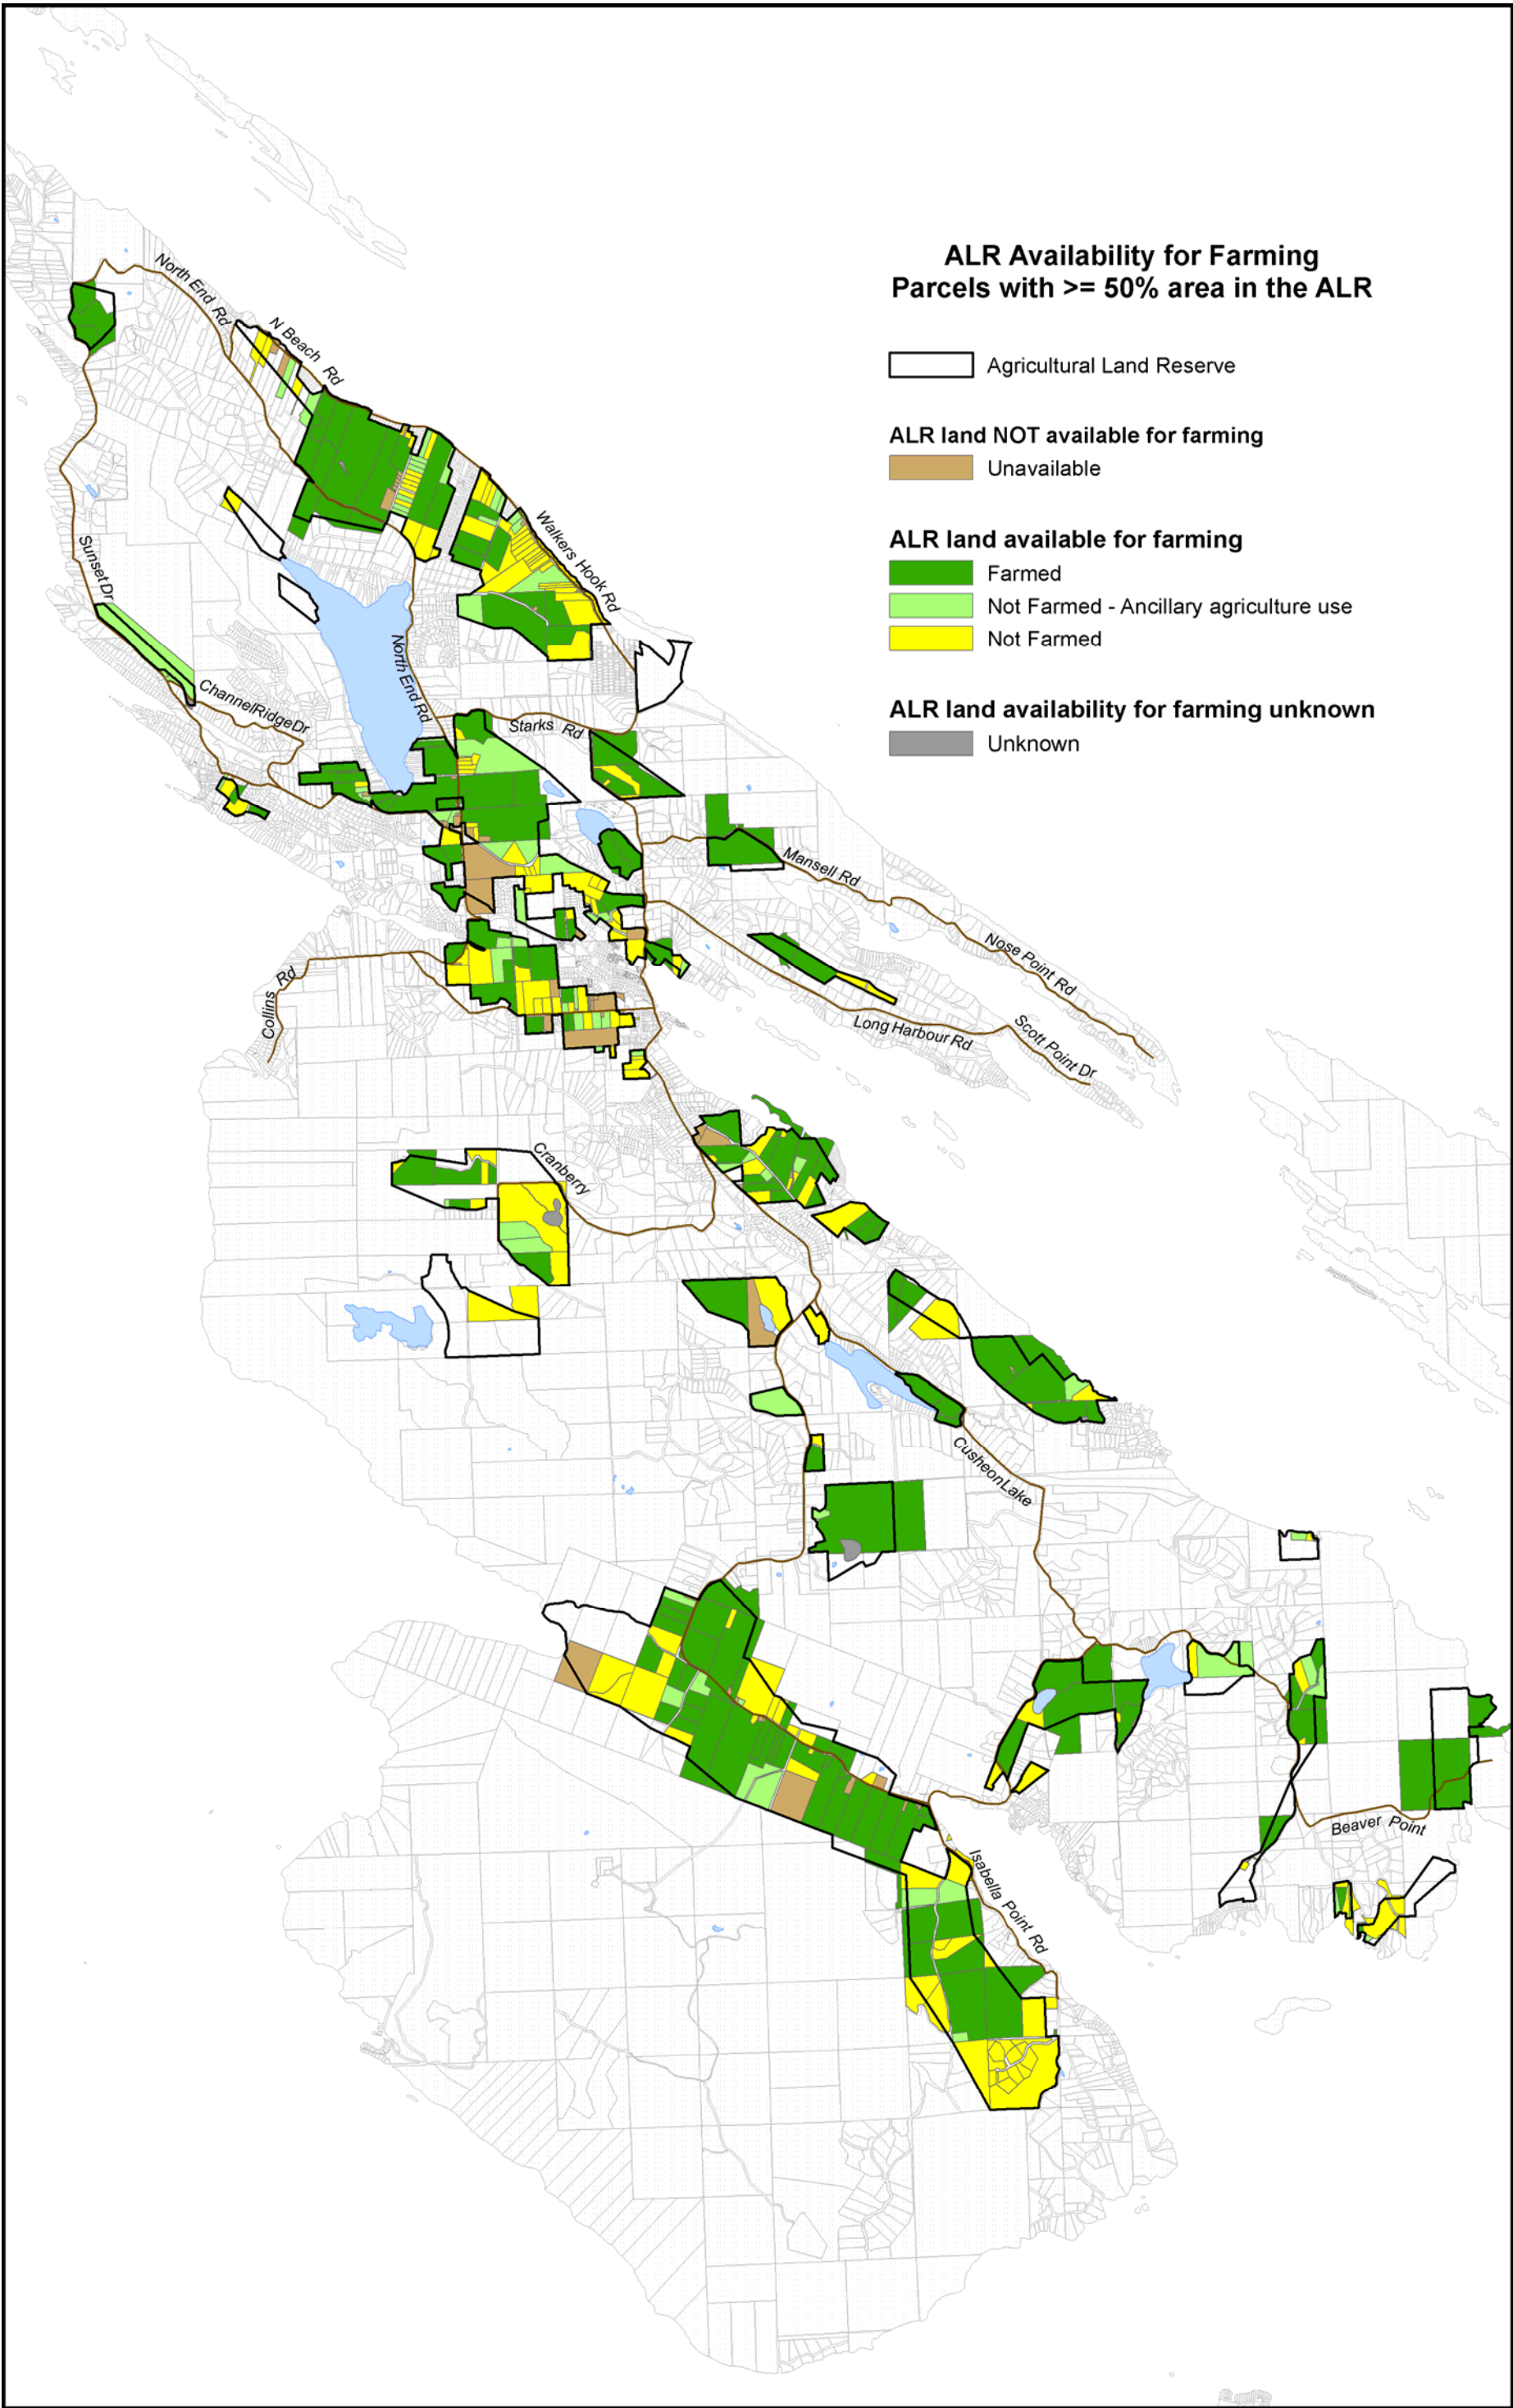 ALR Availability for Farming
Parcels with >= 50% area in the ALR
Agricultural Land Reserve
ALR land NOT available for farming
Unavailable
ALR land available for farming
Farmed
Not Farmed - Ancillary agriculture use
Not Farmed
ALR land availability for farming unknown
Unknown
North End Rd
N Beach Rd
Walkers Hook Rd
Sunset Dr
North End Rd
ChannelRidgeDr
Starks Rd
Mansell Rd
Nose Point Rd
Collins Rd
Long Harbour Rd
Scott Point Dr
Cranberry
CusheonLake
Beaver Point
Isabella Point Rd